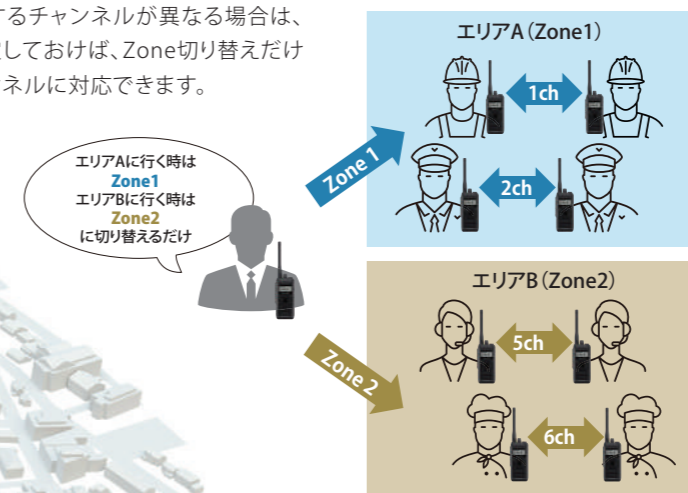 するチャンネルが異なる場合は、
しておけば、Zone切り替えだけ
ネルに対応できます。
エリアAに行く時は
Zone1
エリアBに行く時は
Zone2
に切り替えるだけ
Zone 1
エリアA（Zone1）
1ch
2ch
Zone 2
エリアB（Zone2）
5ch
6ch